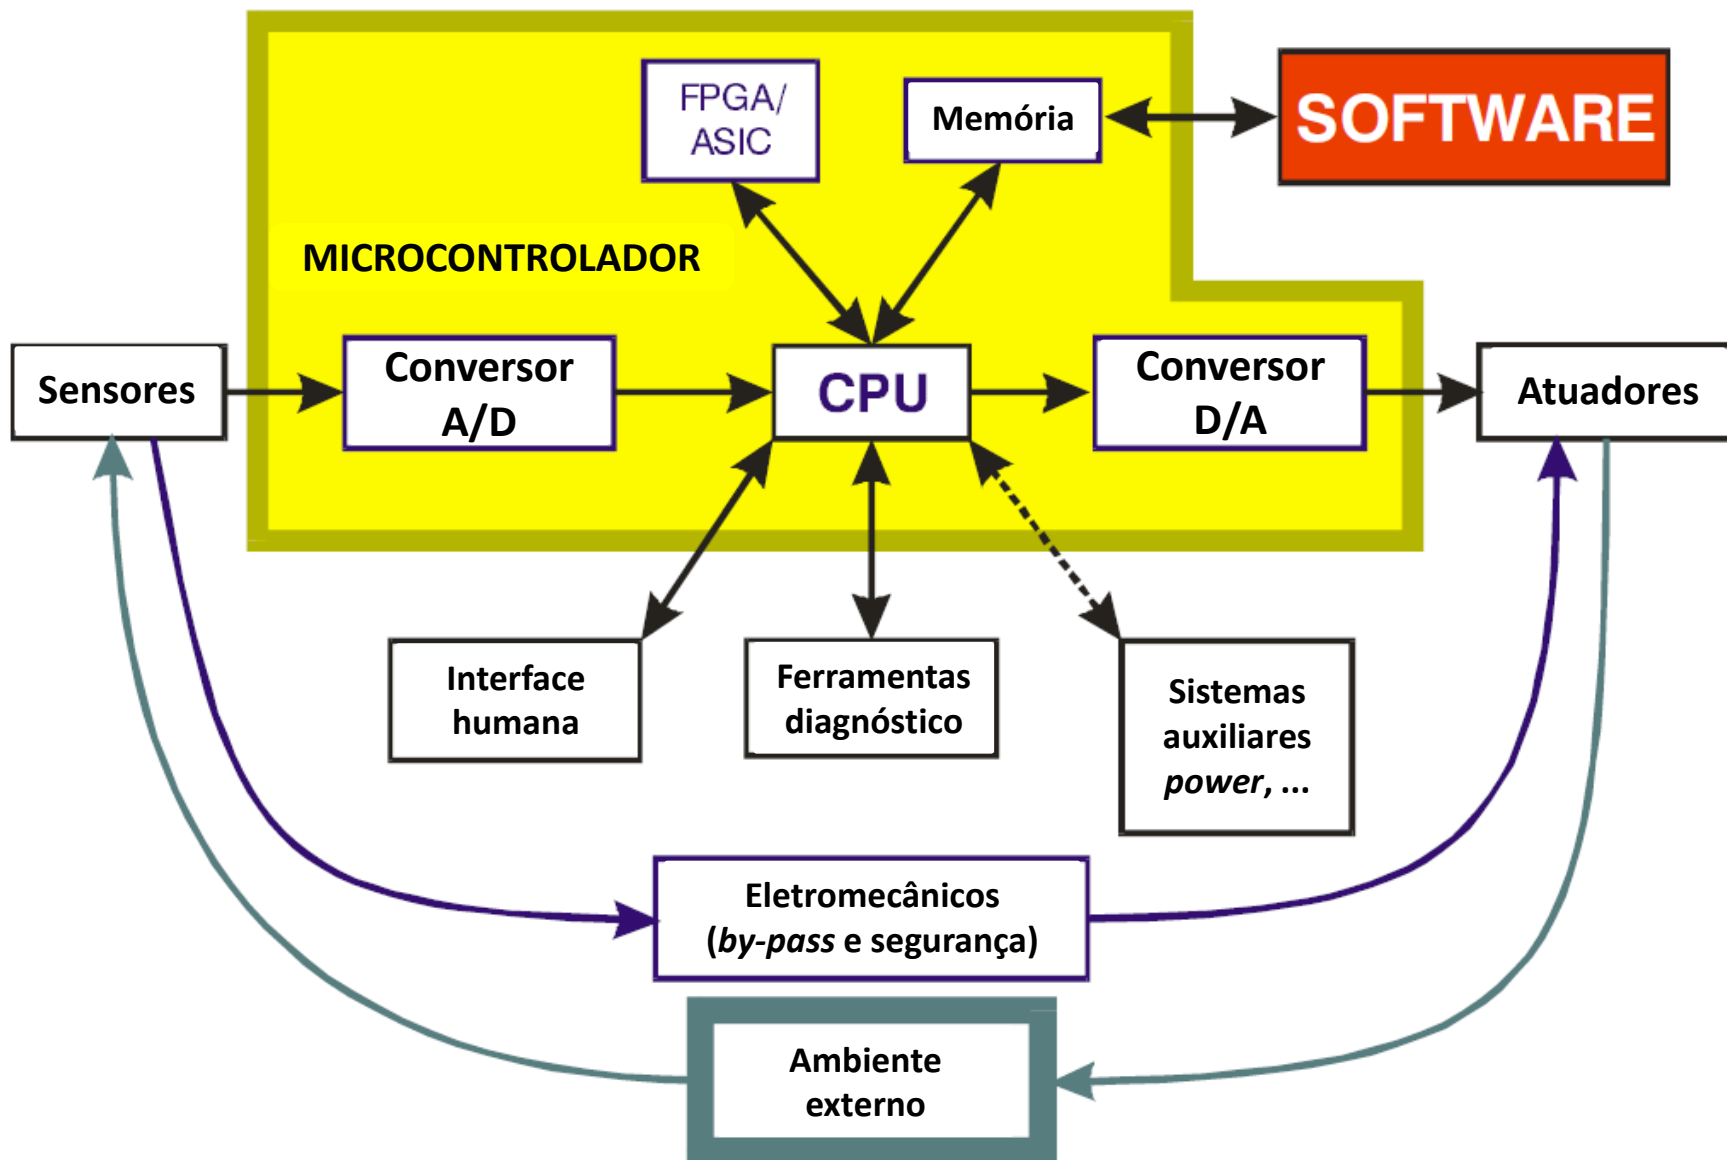 FPGA/
ASIC
Memória
SOFTWARE
MICROCONTROLADOR
Sensores
Conversor
A/D
CPU
Conversor
D/A
Atuadores
Interface
humana
Ferramentas
diagnóstico
Sistemas
auxiliares
power, ...
Eletromecânicos
(by-pass e segurança)
Ambiente
externo